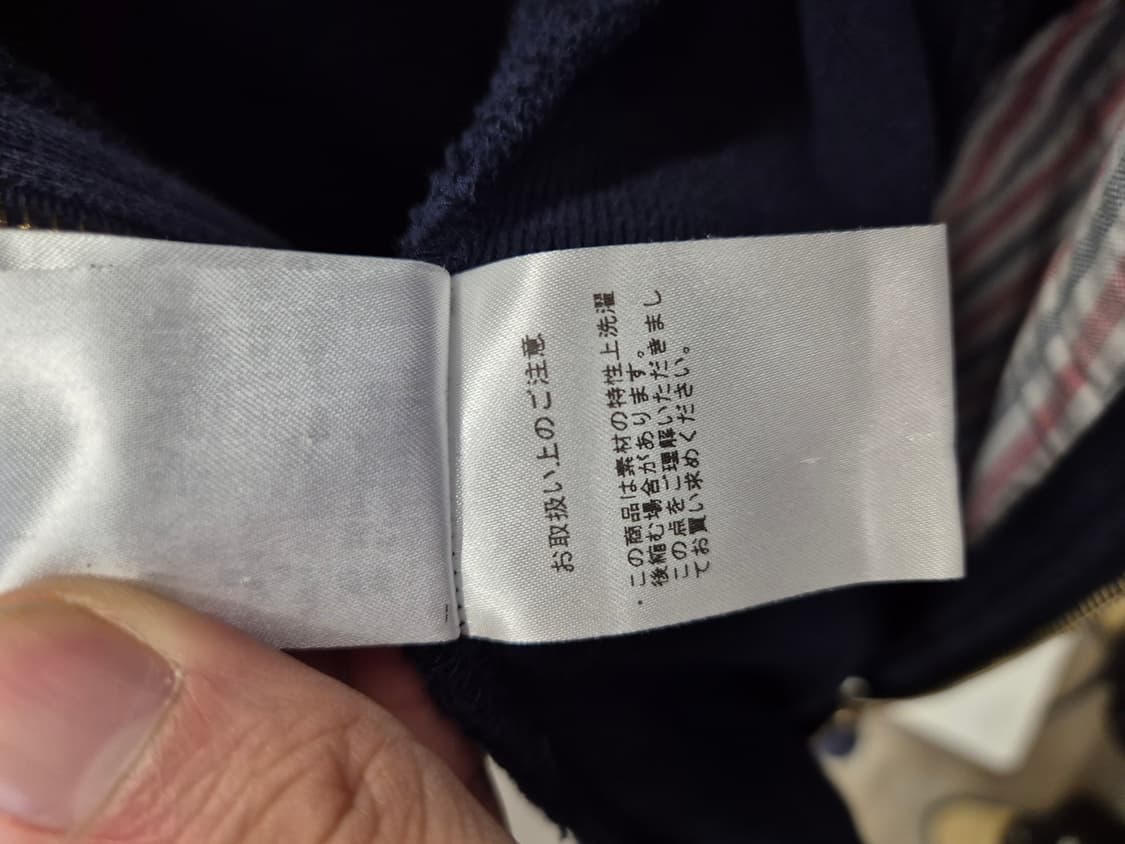 お取扱い上のご注意
・この商品は素材の特性上洗濯
後縮む場合があります。
この点をご理解いただきまし
てお買い求めください。